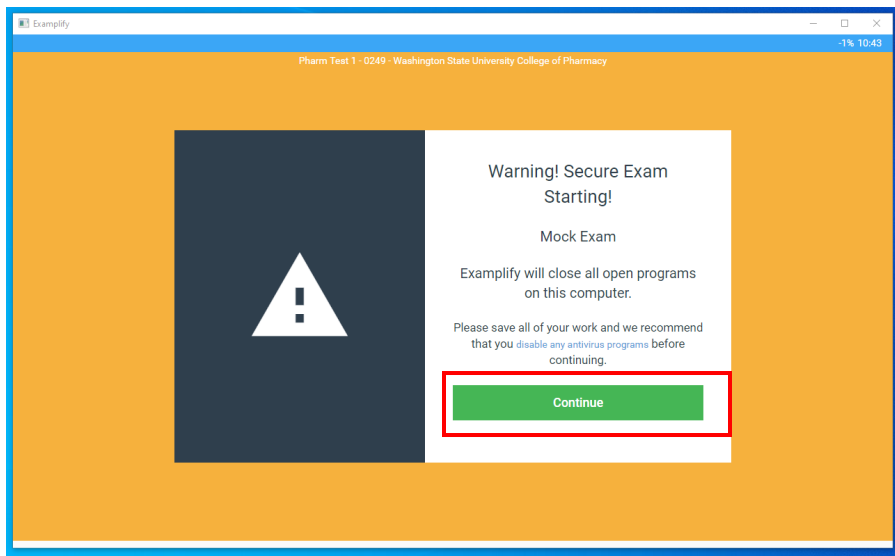 Examplify
-1% 10:43
Pharm Test 1 - 0249 - Washington State University College of Pharmacy
Warning! Secure Exam
Starting!
Mock Exam
Examplify will close all open programs
on this computer.
Please save all of your work and we recommend
that you disable any antivirus programs before
continuing.
Continue